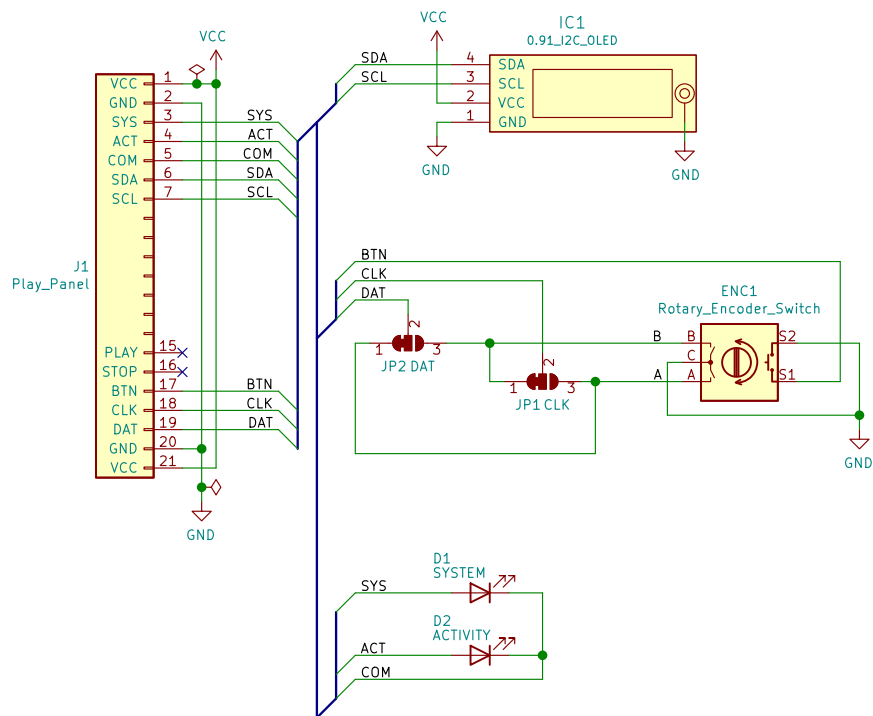 VCC
VCC
IC1
0.91_I2C_OLED
SDA
4
SDA
SCL
3
SCL
2
VCC
1
GND
GND
GND
VCC
1
GND
2
SYS
3
SYS
ACT
4
ACT
COM
5
COM
SDA
6
SDA
SCL
7
SCL
J1
Play_Panel
PLAY
15
STOP
16
BTN
17
BTN
CLK
18
CLK
DAT
19
DAT
GND
20
VCC
21
GND
BTN
CLK
DAT
2
1
3
JP2 DAT
2
1
3
JP1 CLK
ENC1
Rotary_Encoder_Switch
B
B
C
A
A
S2
S1
GND
D1
SYSTEM
SYS
D2
ACTIVITY
ACT
COM